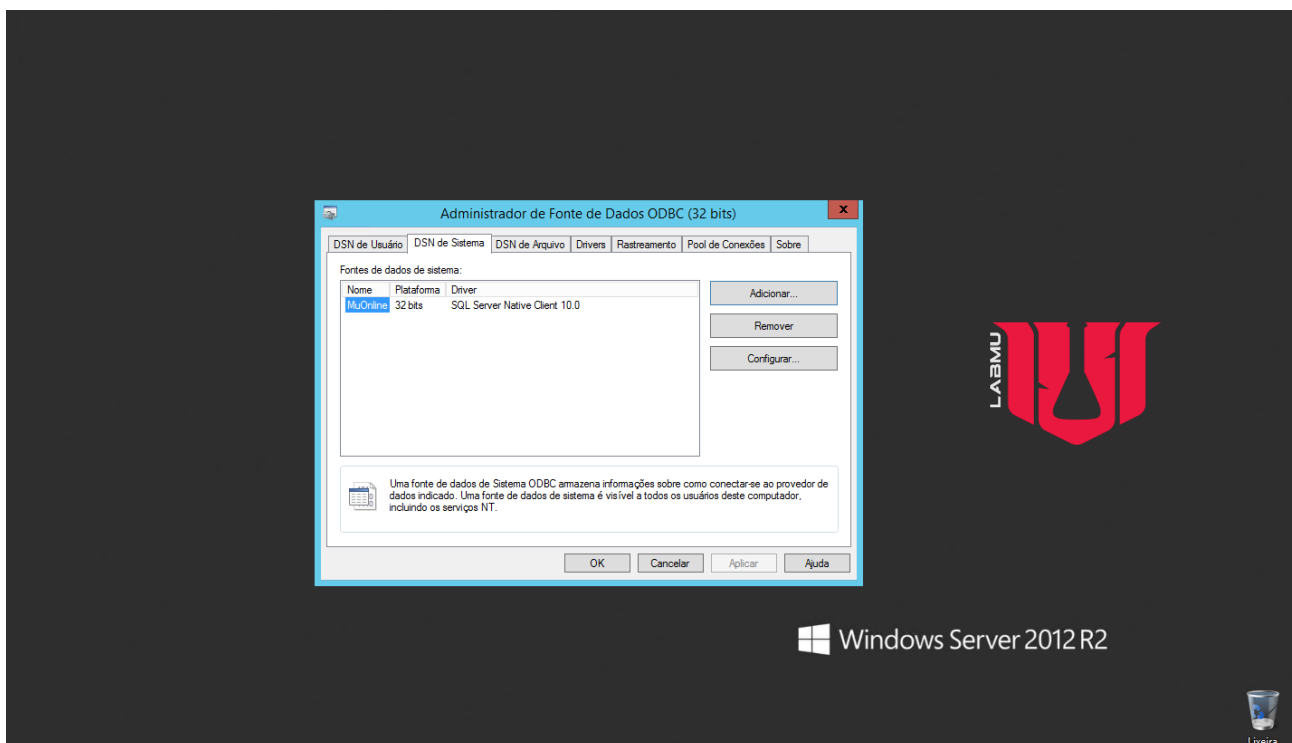 Administrador de Fonte de Dados ODBC (32 bits)
x
DSN de Usuário DSN de Sistema DSN de Arquivo Drivers Rastreamento Pool de Conexões Sobre
Fontes de dados de sistema:
Nome Plataforma Driver
MuOnline 32 bits SQL Server Native Client 10.0
Adicionar...
Remover
Configurar...
Uma fonte de dados de Sistema ODBC armazena informações sobre como conectar-se ao provedor de
dados indicado. Uma fonte de dados de sistema é visível a todos os usuários deste computador,
incluindo os serviços NT.
OK Cancelar Aplicar Ajuda
LABMU
Windows Server 2012 R2
Lixeira